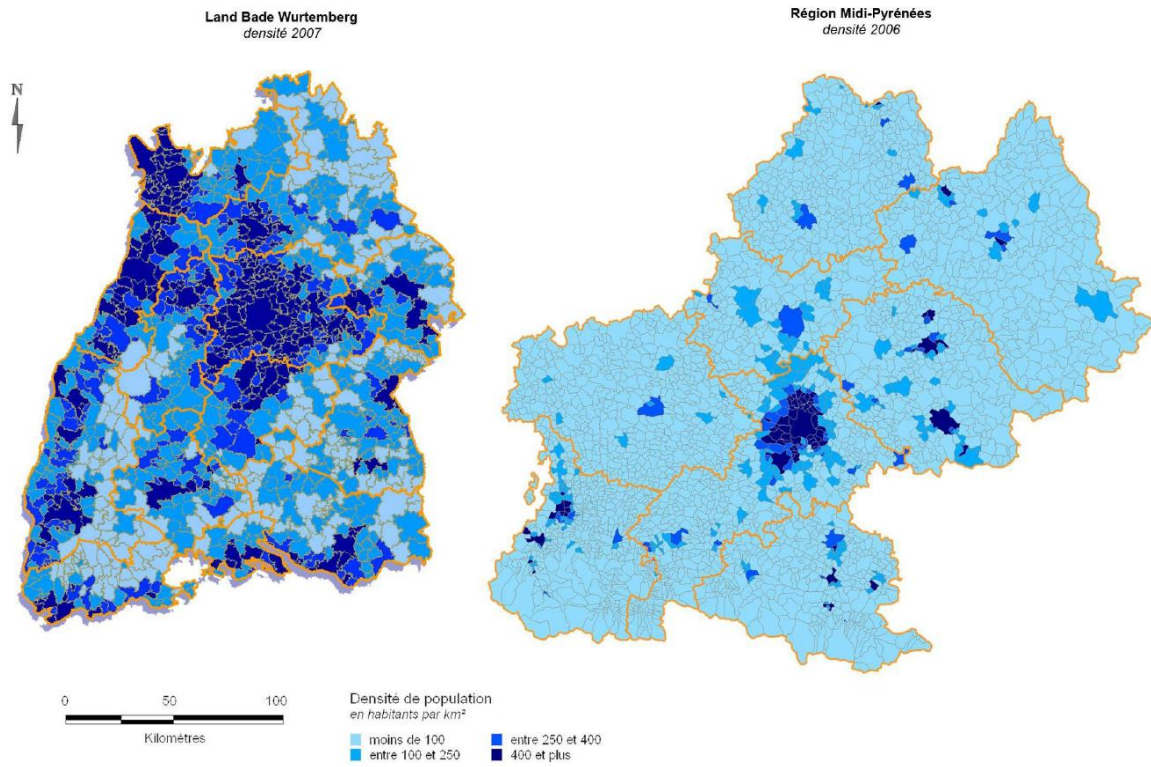 Land Bade Wurtemberg
densité 2007
Région Midi-Pyrénées
densité 2006
N
0 50 100
Kilomètres
Densité de population
en habitants par km²
moins de 100
entre 100 et 250
entre 250 et 400
400 et plus